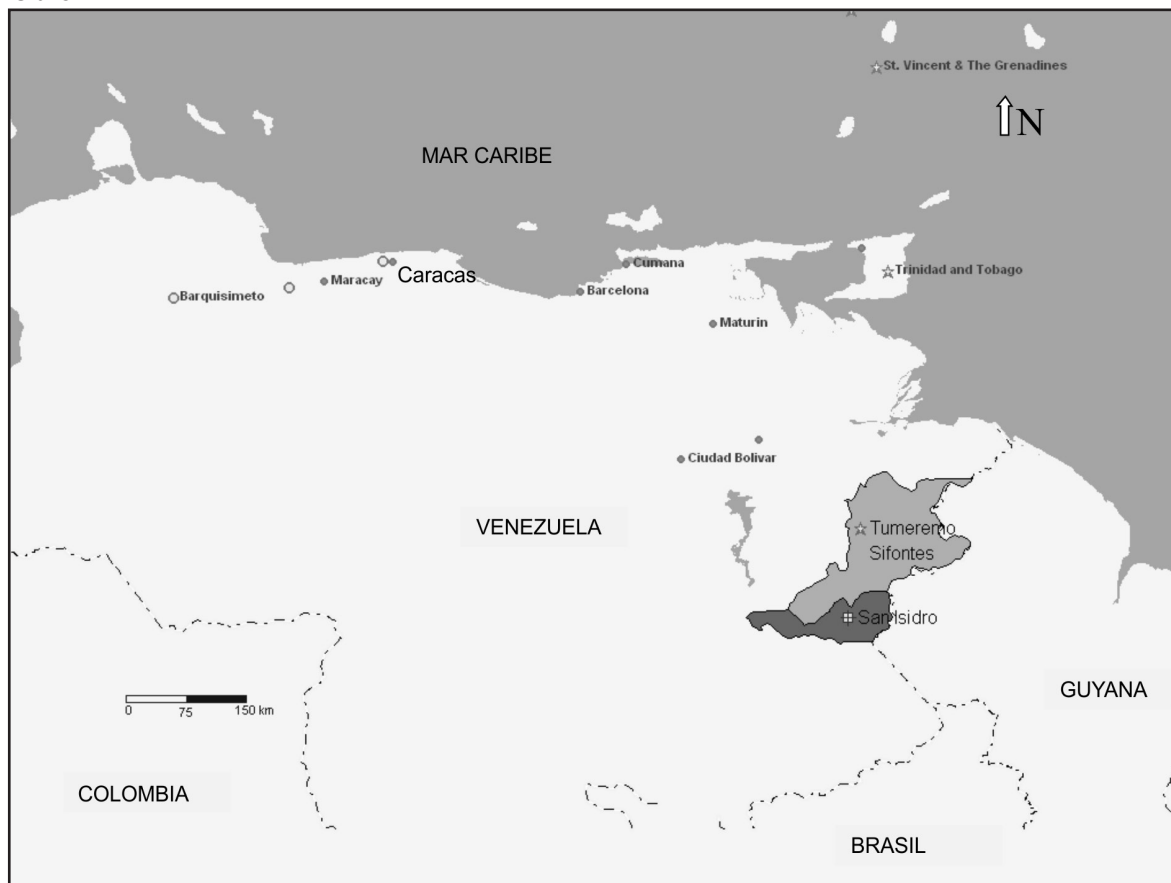 St. Vincent & The Grenadines
N
MAR CARIBE
Caracas
Cumana
Trinidad and Tobago
Maracay
Barquisimeto
Barcelona
Maturin
Ciudad Bolivar
VENEZUELA
Tumeremo
Sifontes
San Isidro
GUYANA
0 75 150 km
COLOMBIA
BRASIL